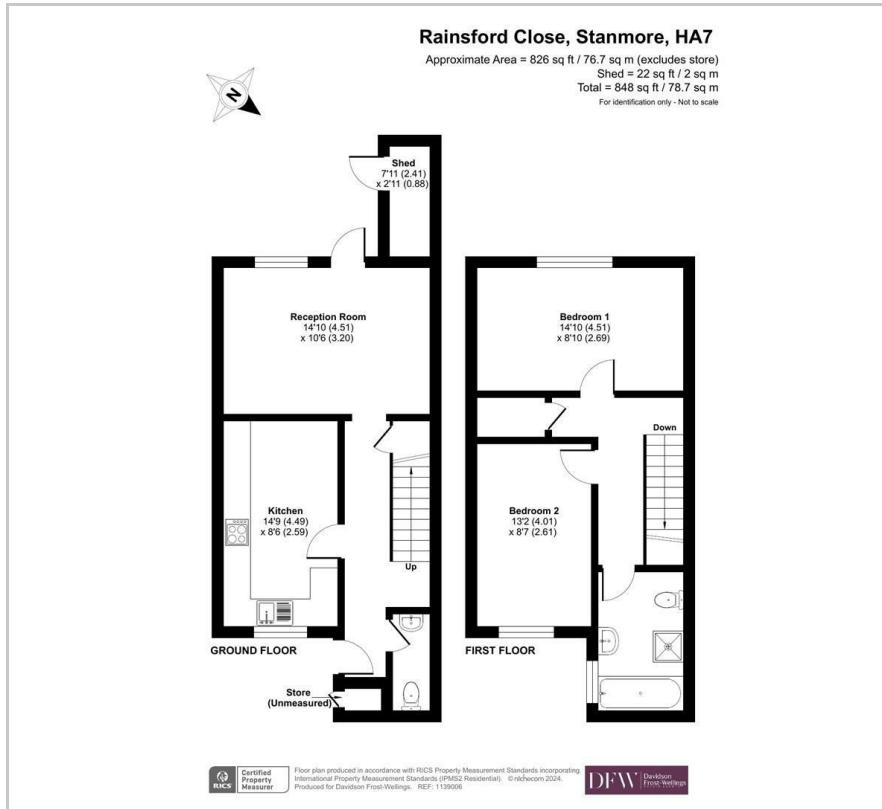 Rainsford Close, Stanmore, HA7
Approximate Area = 826 sq ft / 76.7 sq m (excludes store)
Shed = 22 sq ft / 2 sq m
Total = 848 sq ft / 78.7 sq m
For identification only - Not to scale
N
Shed
7'11 (2.41)
x 2'11 (0.88)
Reception Room
14'10 (4.51)
x 10'6 (3.20)
Kitchen
14'9 (4.49)
x 8'6 (2.59)
Up
GROUND FLOOR
Store
(Unmeasured)
Bedroom 1
14'10 (4.51)
x 8'10 (2.69)
Down
Bedroom 2
13'2 (4.01)
x 8'7 (2.61)
FIRST FLOOR
RICS
Certified
Property
Measurer
Floor plan produced in accordance with RICS Property Measurement Standards incorporating
International Property Measurement Standards (IPMS2 Residential). © nichecom 2024.
Produced for Davidson Frost-Wellings. REF: 1139006
DFW
Davidson
Frost-Wellings